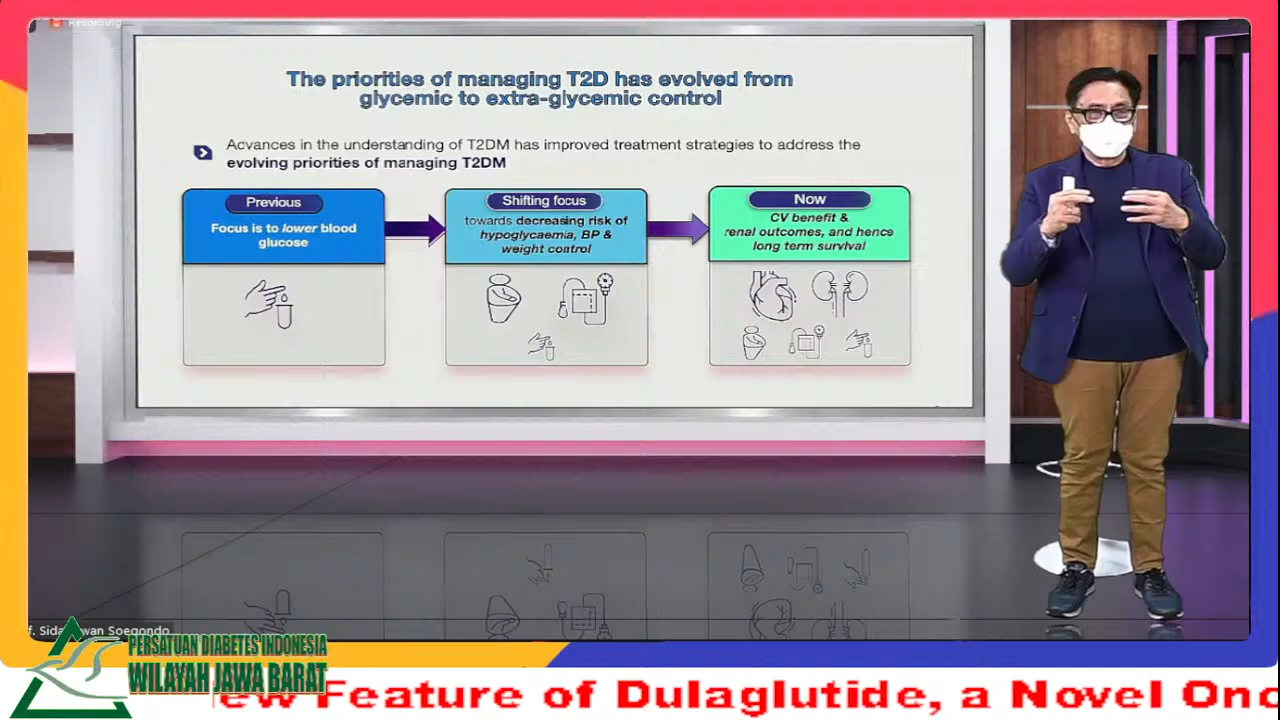 Recording
The priorities of managing T2D has evolved from
glycemic to extra-glycemic control
Advances in the understanding of T2DM has improved treatment strategies to address the
evolving priorities of managing T2DM
Previous
Focus is to lower blood
glucose
Shifting focus
towards decreasing risk of
hypoglycaemia, BP &
weight control
Now
CV benefit &
renal outcomes, and hence
long term survival
Soegondo
PERSATUAN DIABETES INDONESIA
WILAYAH JAWA BARAT
Feature of Dulaglutide, a Novel